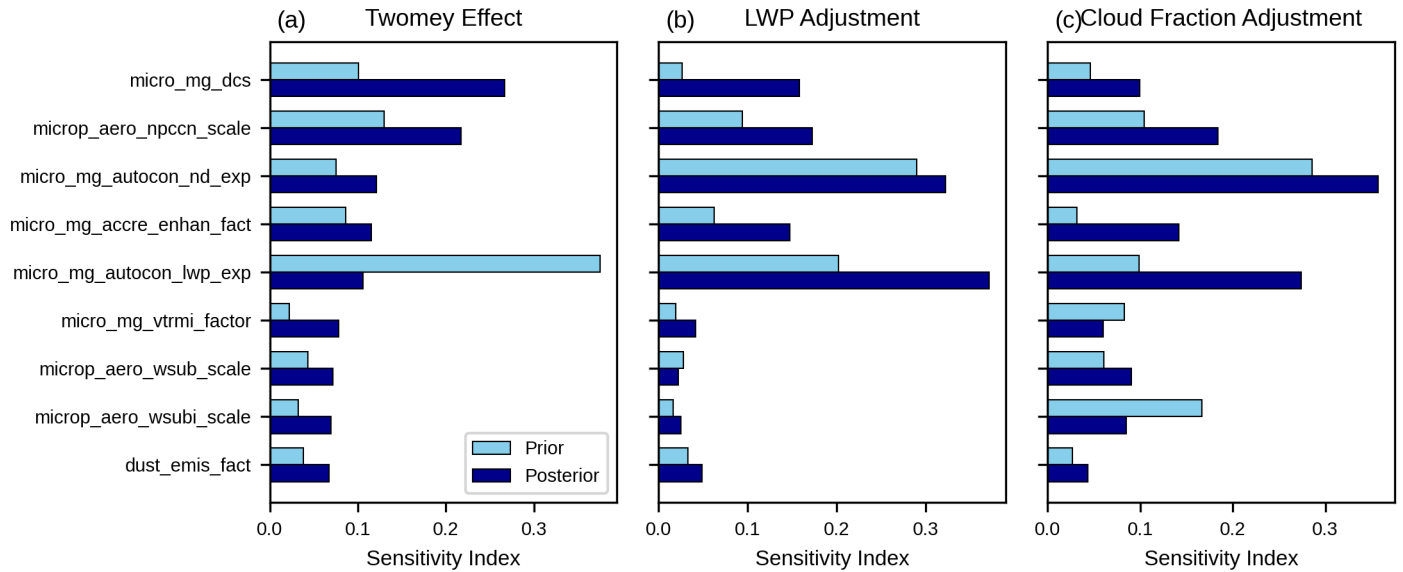 (a) Twomey Effect
(b) LWP Adjustment
(c) Cloud Fraction Adjustment
micro_mg_dcs
microp_aero_npccn_scale
micro_mg_autocon_nd_exp
micro_mg_accre_enhan_fact
micro_mg_autocon_lwp_exp
micro_mg_vtrmi_factor
microp_aero_wsub_scale
microp_aero_wsubi_scale
dust_emis_fact
Prior
Posterior
0.0 0.1 0.2 0.3
Sensitivity Index
0.0 0.1 0.2 0.3
Sensitivity Index
0.0 0.1 0.2 0.3
Sensitivity Index